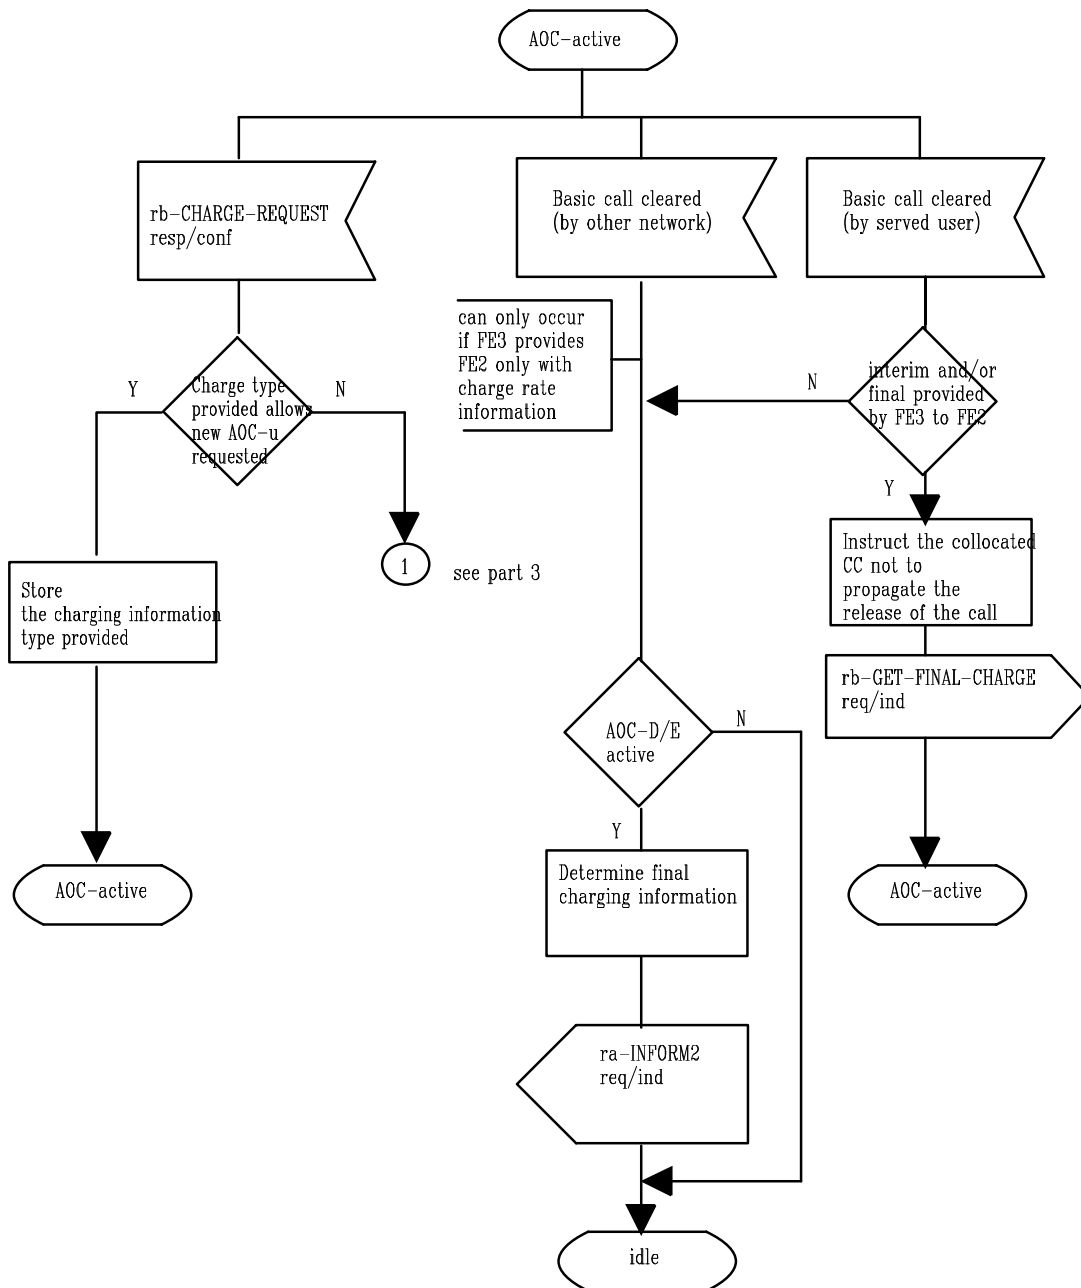 AOC-active
rb-CHARGE-REQUEST
resp/conf
Basic call cleared
(by other network)
Basic call cleared
(by served user)
can only occur
if FE3 provides
FE2 only with
charge rate
information
Y
Charge type
provided allows
new AOC-u
requested
N
N
interim and/or
final provided
by FE3 to FE2
Y
1
see part 3
Instruct the collocated
CC not to
propagate the
release of the call
Store
the charging information
type provided
rb-GET-FINAL-CHARGE
req/ind
AOC-D/E
active
N
Y
AOC-active
Determine final
charging information
AOC-active
ra-INFORM2
req/ind
idle